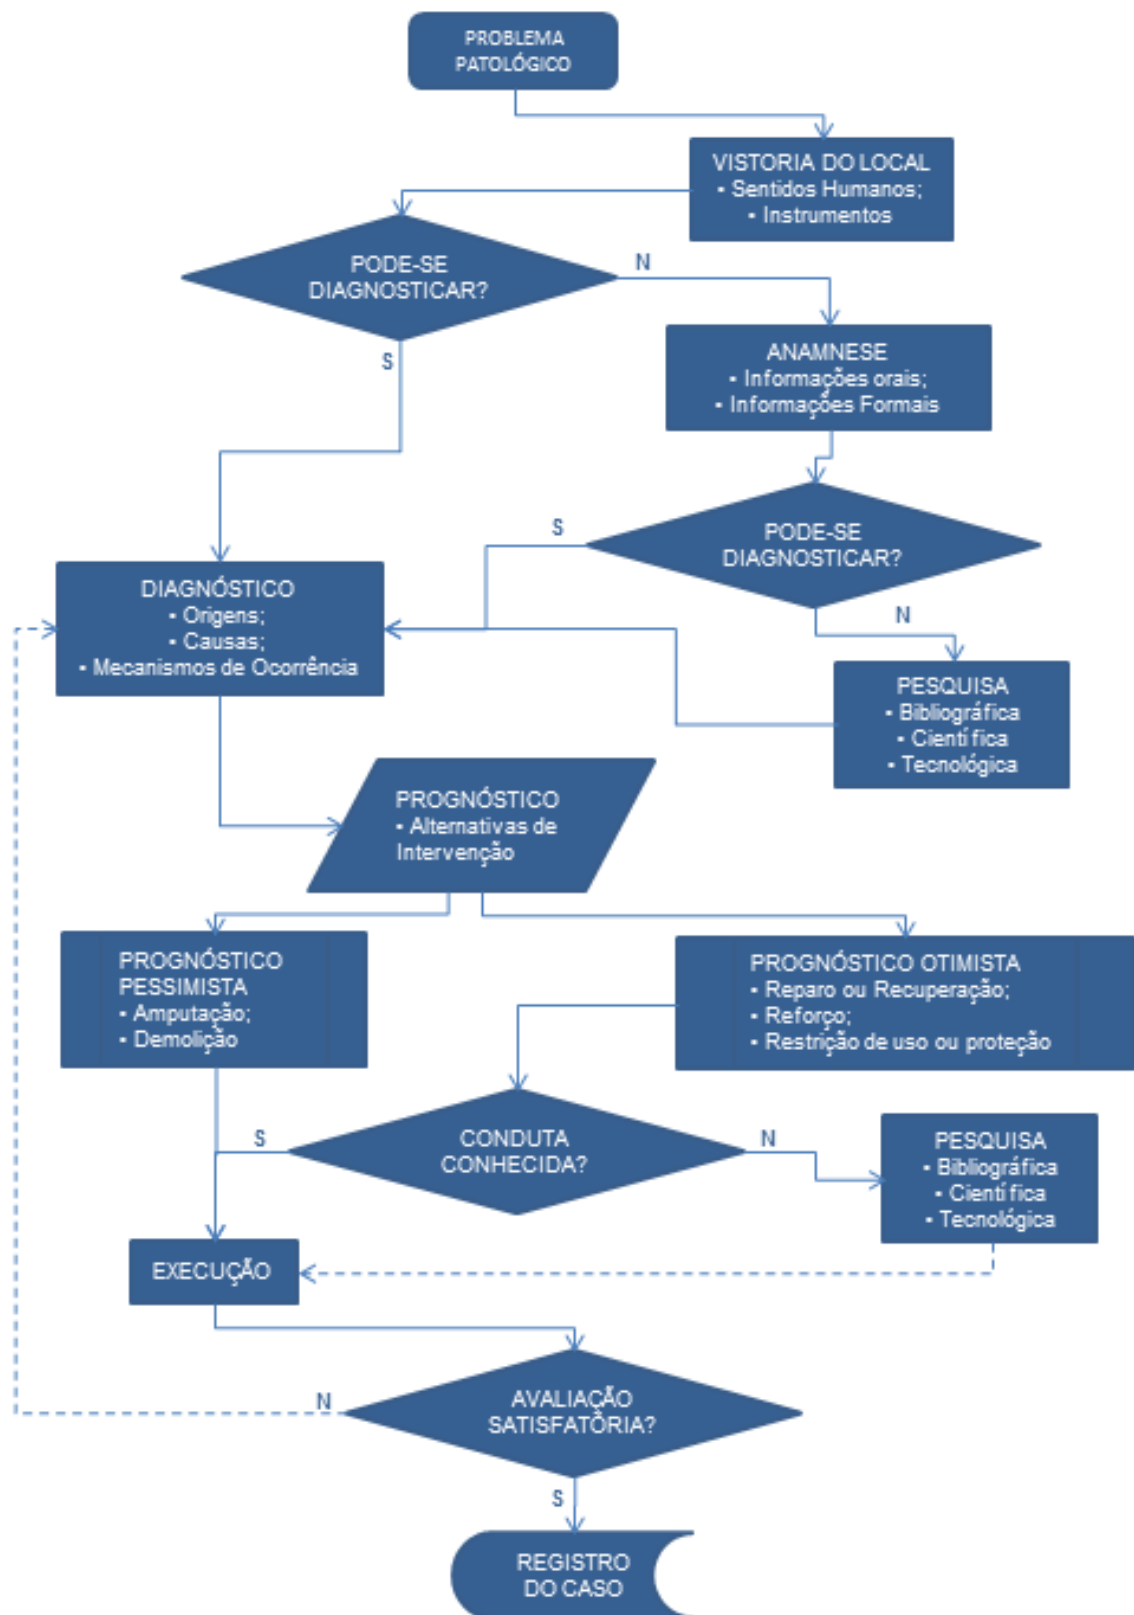 PROBLEMA
PATOLÓGICO
VISTORIA DO LOCAL
▪ Sentidos Humanos;
▪ Instrumentos
PODE-SE
DIAGNOSTICAR?
N
S
ANAMNESE
▪ Informações orais;
▪ Informações Formais
PODE-SE
DIAGNOSTICAR?
S
N
DIAGNÓSTICO
▪ Origens;
▪ Causas;
▪ Mecanismos de Ocorrência
PESQUISA
▪ Bibliográfica
▪ Científica
▪ Tecnológica
PROGNÓSTICO
▪ Alternativas de
Intervenção
PROGNÓSTICO
PESSIMISTA
▪ Amputação;
▪ Demolição
PROGNÓSTICO OTIMISTA
▪ Reparo ou Recuperação;
▪ Reforço;
▪ Restrição de uso ou proteção
CONDUTA
CONHECIDA?
S
N
PESQUISA
▪ Bibliográfica
▪ Científica
▪ Tecnológica
EXECUÇÃO
AVALIAÇÃO
SATISFATÓRIA?
N
S
REGISTRO
DO CASO